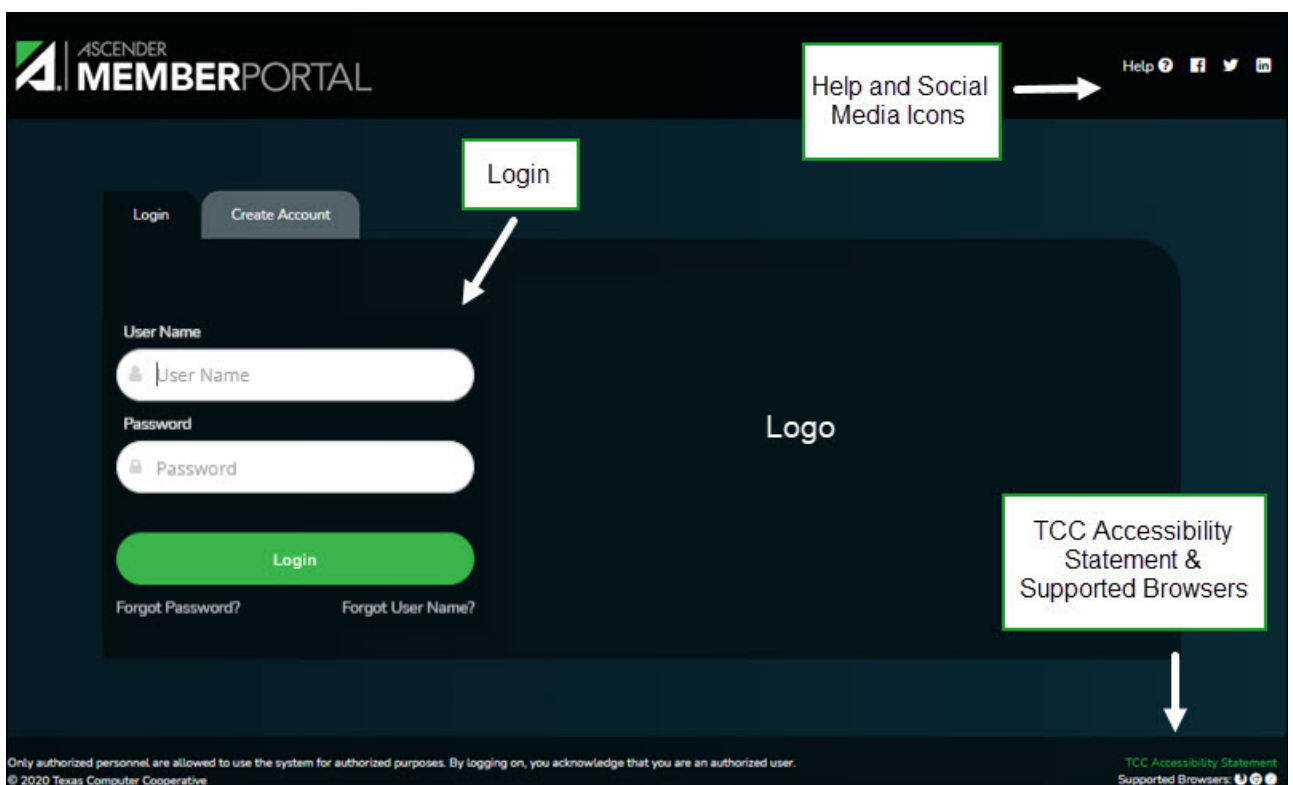 ASCENDER
MEMBERPORTAL
Help and Social
Media Icons
Help
Login
Login
Create Account
User Name
User Name
Password
Password
Logo
Login
Forgot Password?
Forgot User Name?
TCC Accessibility
Statement &
Supported Browsers
Only authorized personnel are allowed to use the system for authorized purposes. By logging on, you acknowledge that you are an authorized user.
© 2020 Texas Computer Cooperative
TCC Accessibility Statement
Supported Browsers: